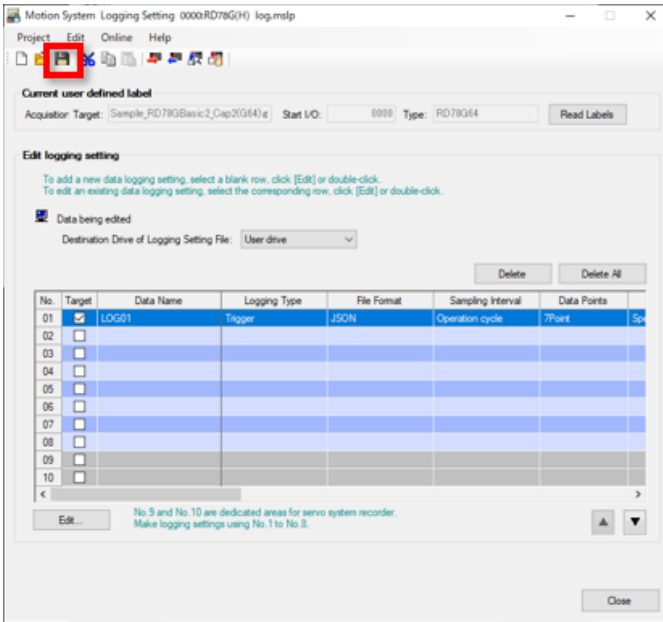 Motion System Logging Setting 0000:RD78G(H) log.mslp
Project Edit Online Help
Current user defined label
Acquisition Target: Sample_RD78GBasic2_Cap2(G64) Start I/O: 0000 Type: RD78G64 Read Labels
Edit logging setting
To add a new data logging setting, select a blank row, click [Edit] or double-click.
To edit an existing data logging setting, select the corresponding row, click [Edit] or double-click.
Data being edited
Destination Drive of Logging Setting File: User drive
Delete Delete All
No. Target Data Name Logging Type File Format Sampling Interval Data Points
01 LOG01 Trigger JSON Operation cycle 7Point Spe
02
03
04
05
06
07
08
09
10
Edit... No.9 and No.10 are dedicated areas for servo system recorder.
Make logging settings using No.1 to No.8.
Close